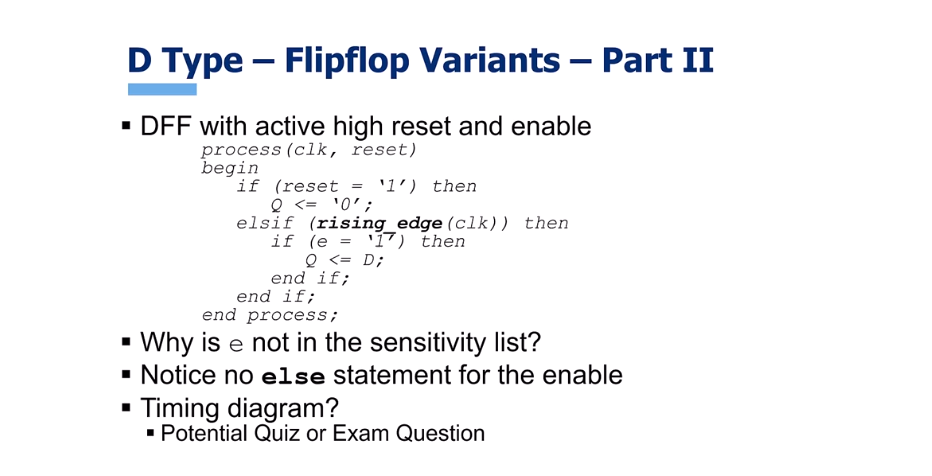 D Type – Flipflop Variants – Part II
▪ DFF with active high reset and enable
process(clk, reset)
begin
if (reset = ‘1’) then
Q <= ‘0’;
elsif (rising_edge(clk)) then
if (e = ‘1’) then
Q <= D;
end if;
end if;
end process;
▪ Why is e not in the sensitivity list?
▪ Notice no else statement for the enable
▪ Timing diagram?
▪ Potential Quiz or Exam Question